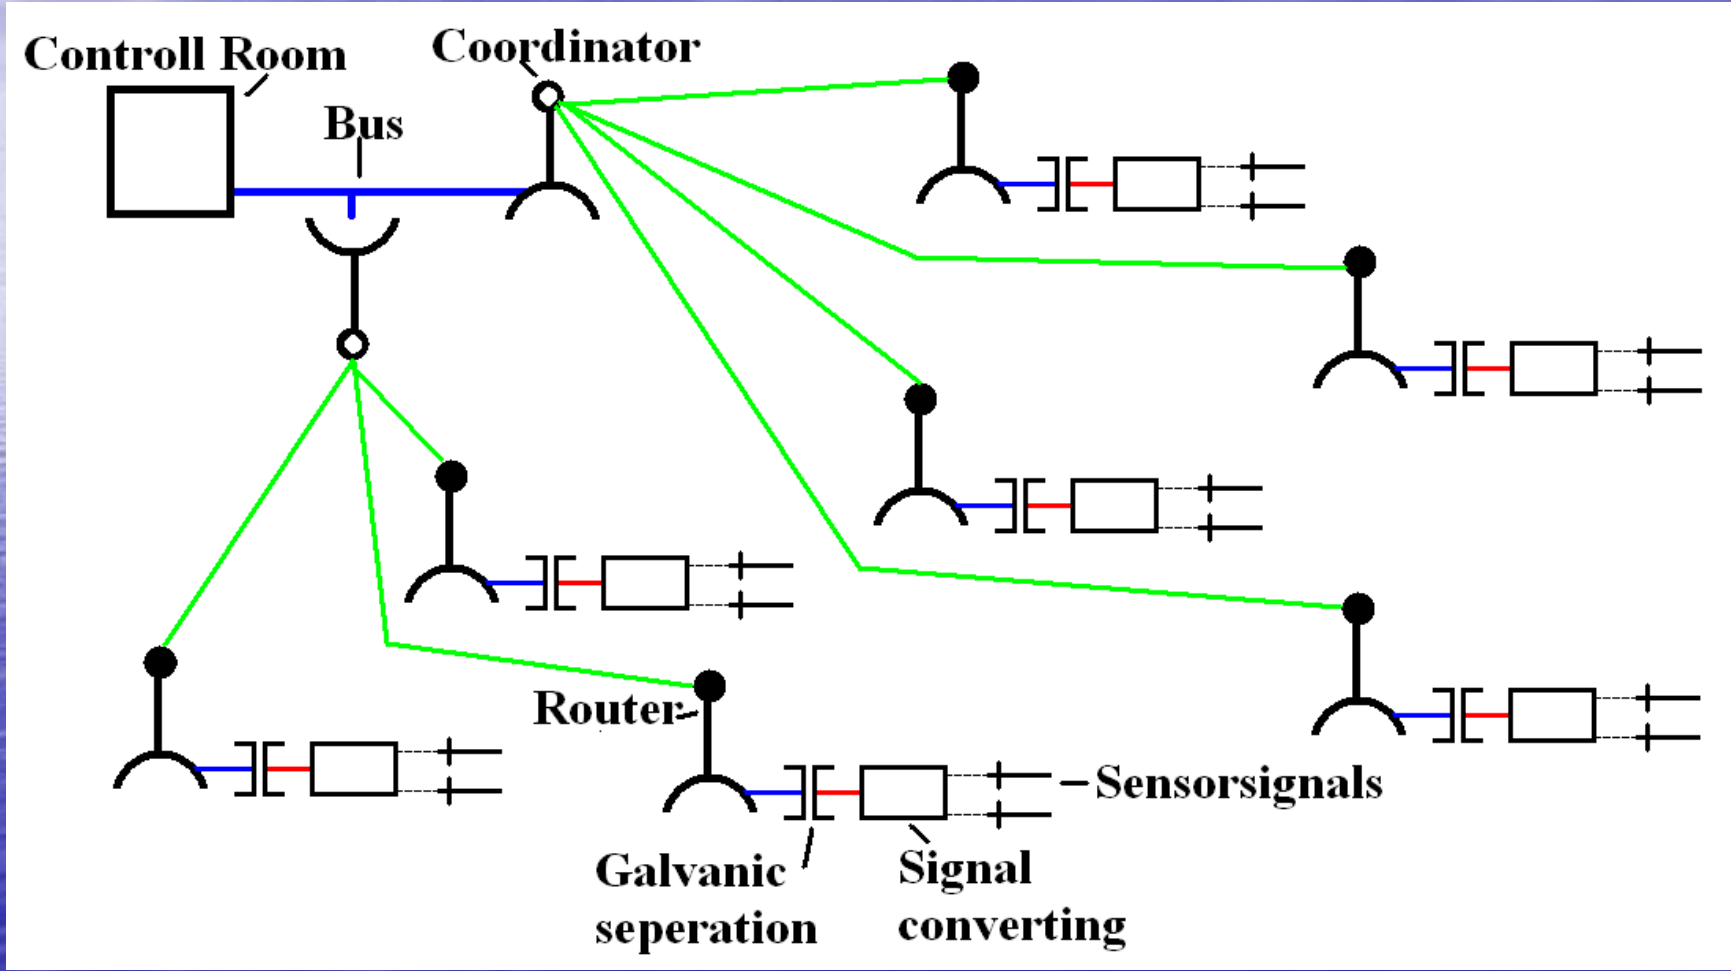 Controll Room
Coordinator
Bus
Router
Sensorsignals
Galvanic
seperation
Signal
converting